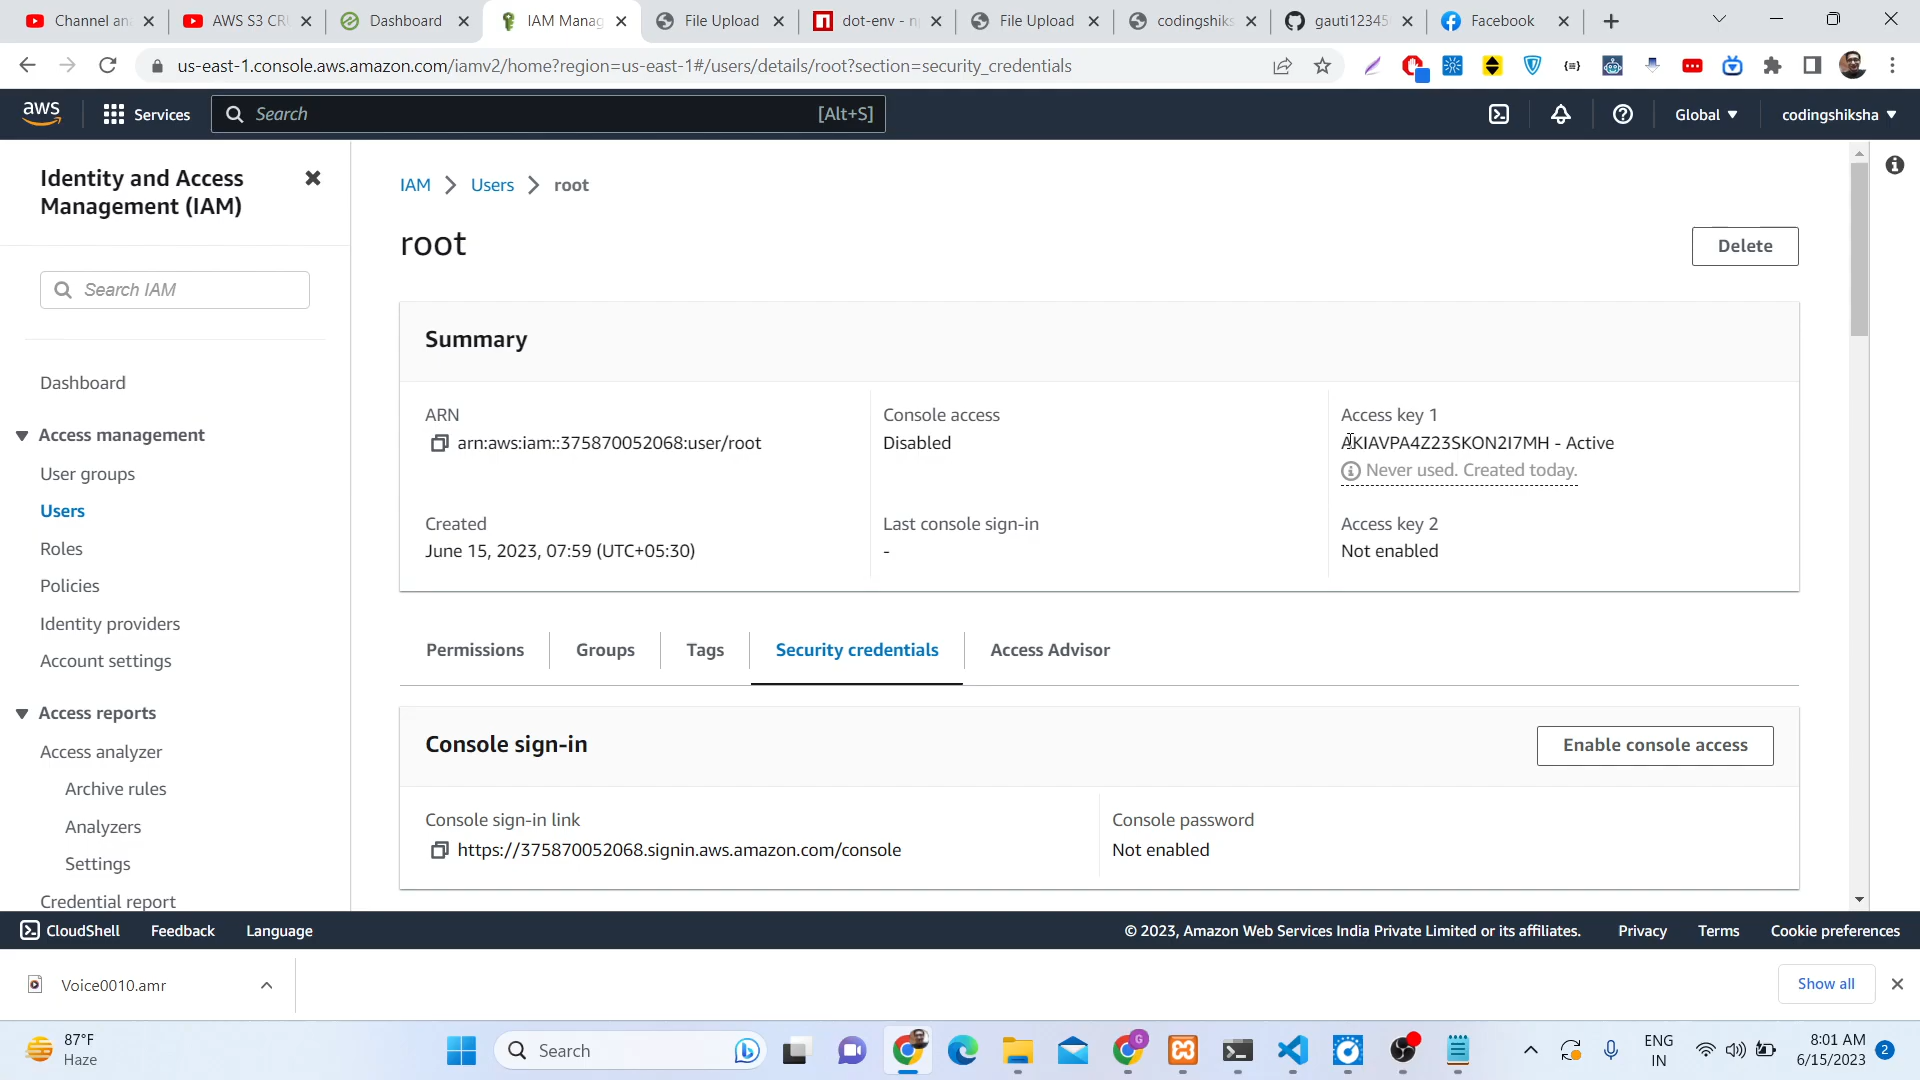 Channel an
AWS S3 CR
Dashboard
IAM Manag
File Upload
dot-env - n
File Upload
codingshiks
gauti12345
Facebook
us-east-1.console.aws.amazon.com/iamv2/home?region=us-east-1#/users/details/root?section=security_credentials
aws
Services
Search
[Alt+S]
Global
codingshiksha
Identity and Access
Management (IAM)
Search IAM
Dashboard
Access management
User groups
Users
Roles
Policies
Identity providers
Account settings
Access reports
Access analyzer
Archive rules
Analyzers
Settings
Credential report
IAM > Users > root
root
Delete
Summary
ARN
arn:aws:iam::375870052068:user/root
Console access
Disabled
Access key 1
AKIAVPA4Z23SKON2I7MH - Active
Never used. Created today.
Created
June 15, 2023, 07:59 (UTC+05:30)
Last console sign-in
-
Access key 2
Not enabled
Permissions
Groups
Tags
Security credentials
Access Advisor
Console sign-in
Enable console access
Console sign-in link
https://375870052068.signin.aws.amazon.com/console
Console password
Not enabled
CloudShell
Feedback
Language
© 2023, Amazon Web Services India Private Limited or its affiliates.
Privacy
Terms
Cookie preferences
Voice0010.amr
Show all
87°F
Haze
Search
ENG
IN
8:01 AM
6/15/2023
2